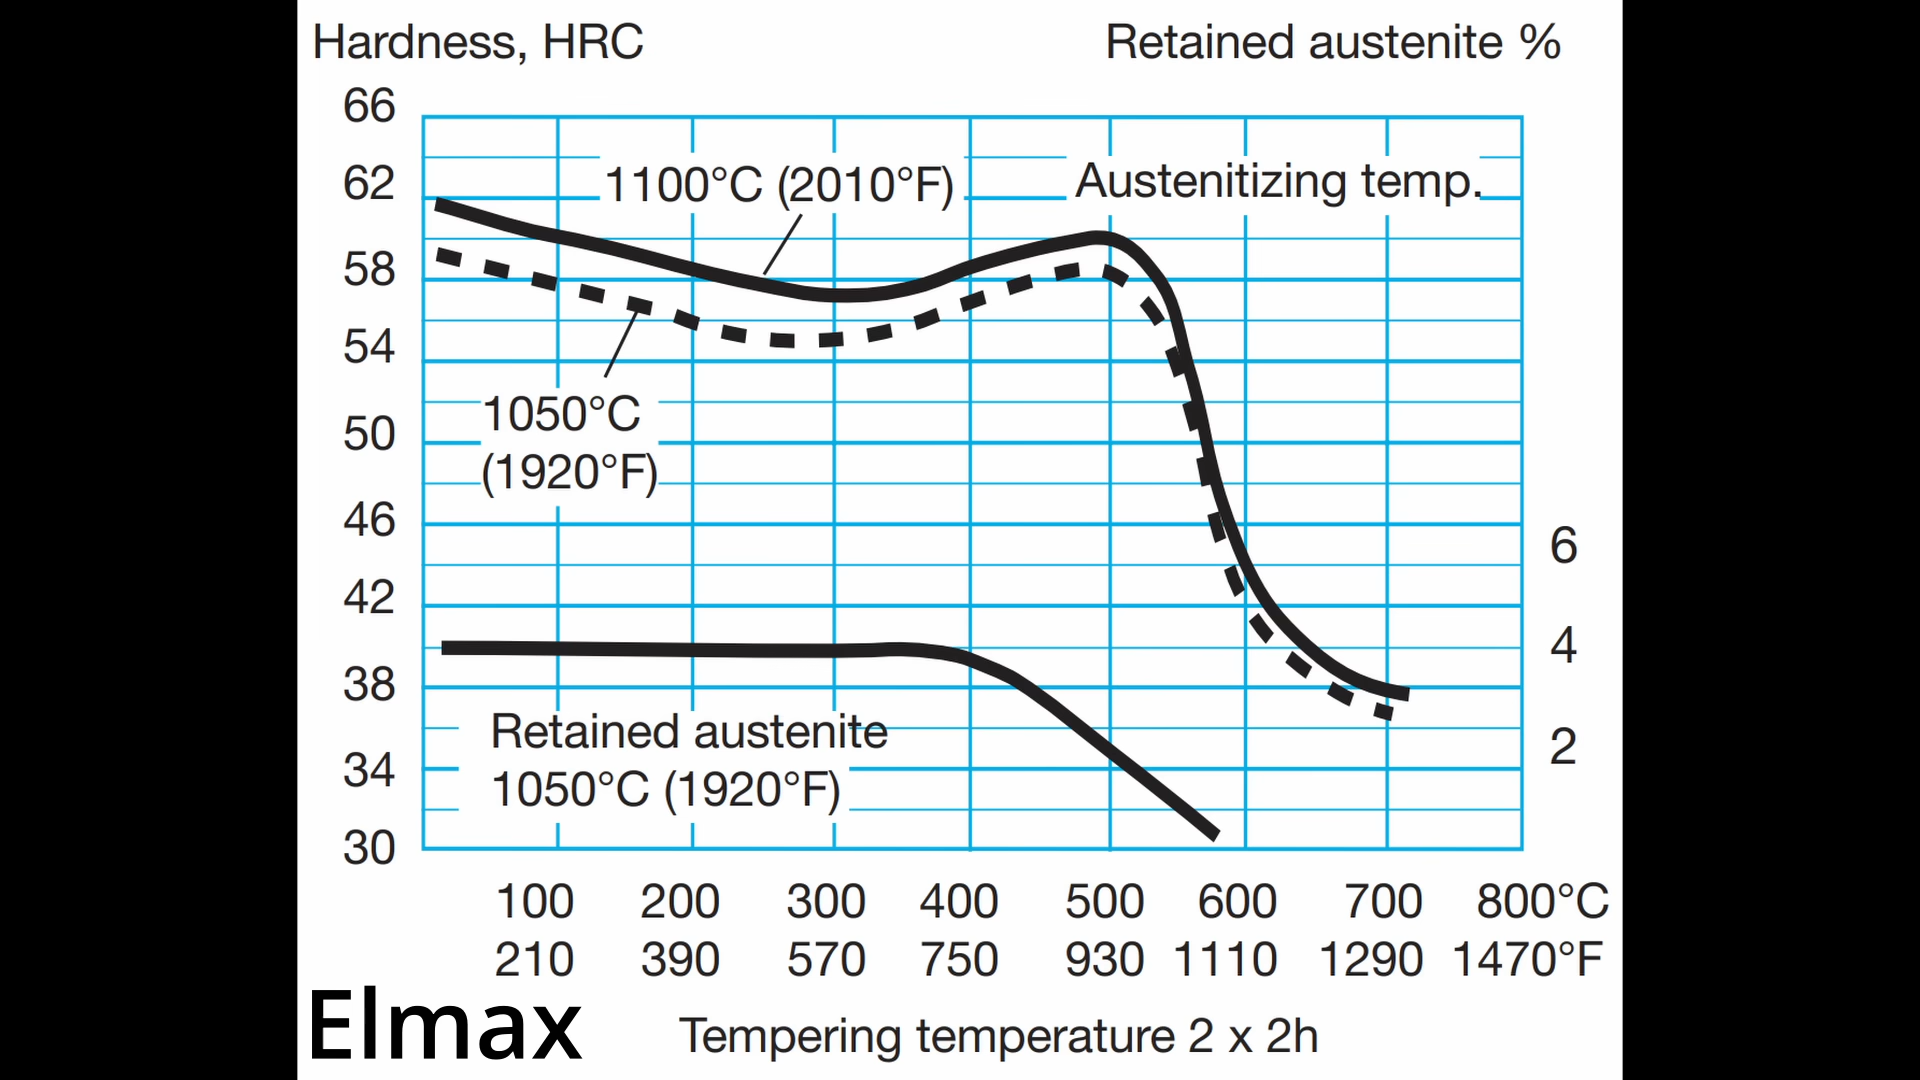 Hardness, HRC
Retained austenite %
66
62
58
54
50
46
42
38
34
30
1100°C (2010°F)
Austenitizing temp.
1050°C
(1920°F)
6
4
2
Retained austenite
1050°C (1920°F)
100 200 300 400 500 600 700 800°C
210 390 570 750 930 1110 1290 1470°F
Elmax
Tempering temperature 2 x 2h